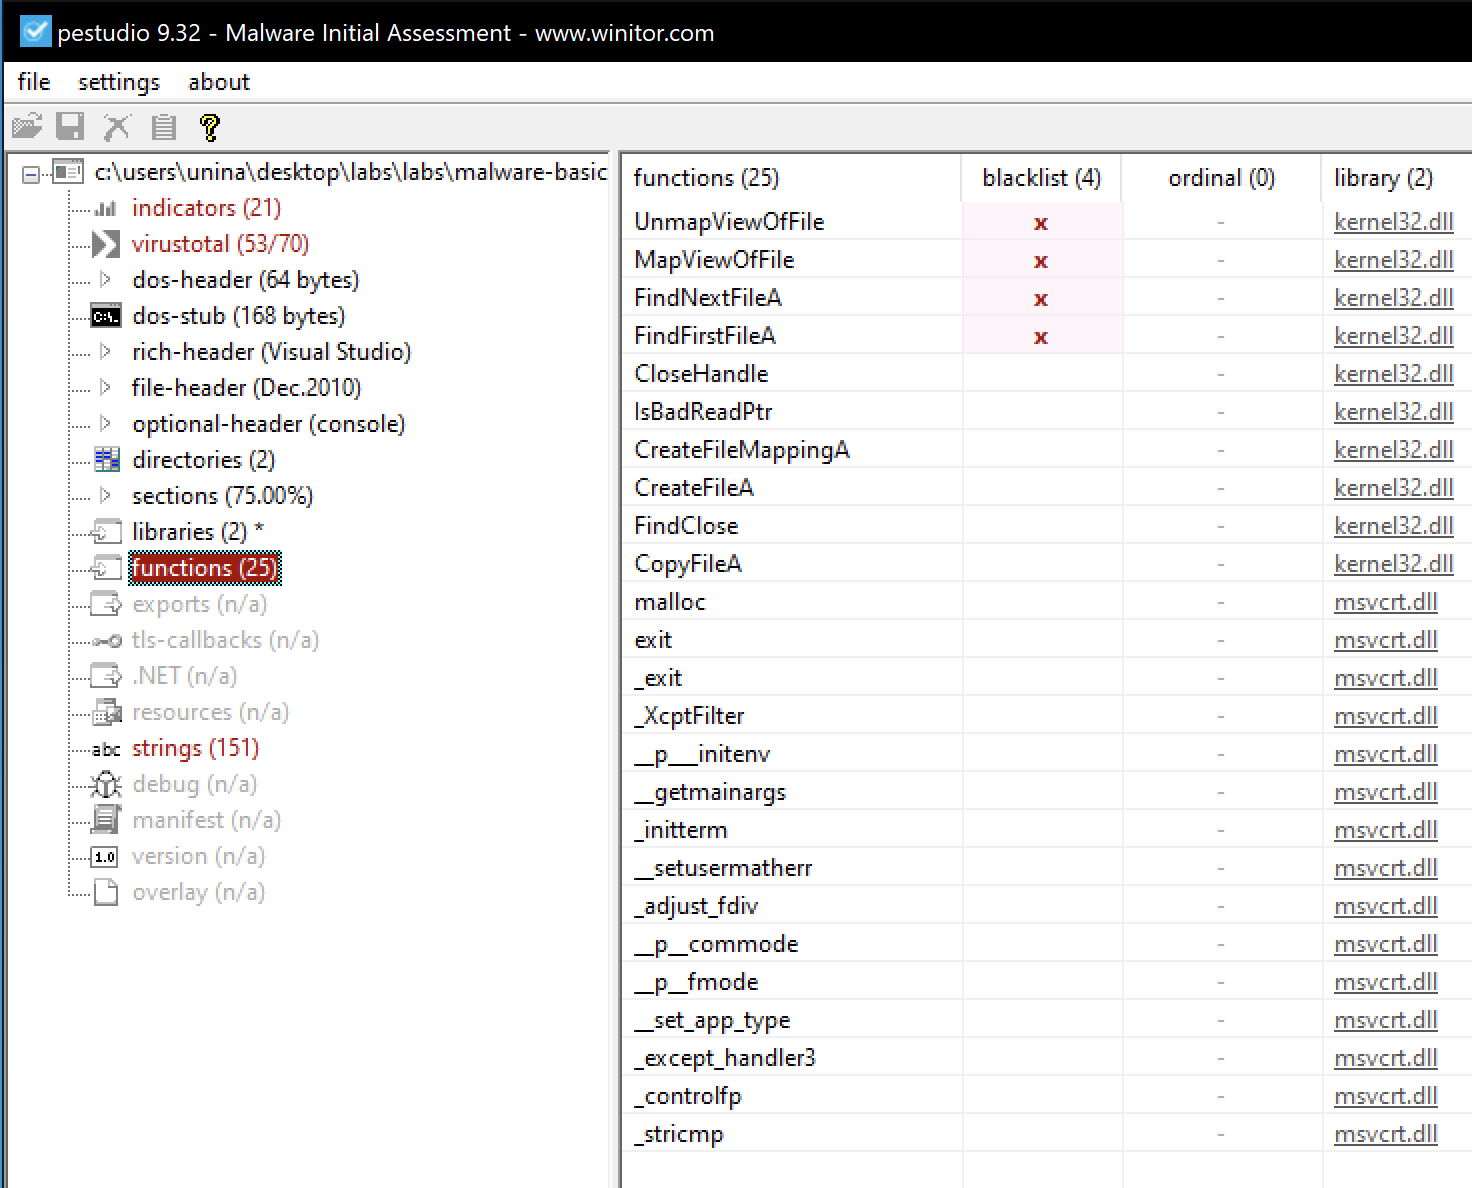 pestudio 9.32 - Malware Initial Assessment - www.winitor.com
file settings about
c:\users\unina\desktop\labs\labs\malware-basic
indicators (21)
virustotal (53/70)
dos-header (64 bytes)
dos-stub (168 bytes)
rich-header (Visual Studio)
file-header (Dec.2010)
optional-header (console)
directories (2)
sections (75.00%)
libraries (2) *
functions (25)
exports (n/a)
tls-callbacks (n/a)
.NET (n/a)
resources (n/a)
abc strings (151)
debug (n/a)
manifest (n/a)
1.0 version (n/a)
overlay (n/a)
functions (25) blacklist (4) ordinal (0) library (2)
UnmapViewOfFile x - kernel32.dll
MapViewOfFile x - kernel32.dll
FindNextFileA x - kernel32.dll
FindFirstFileA x - kernel32.dll
CloseHandle - kernel32.dll
IsBadReadPtr - kernel32.dll
CreateFileMappingA - kernel32.dll
CreateFileA - kernel32.dll
FindClose - kernel32.dll
CopyFileA - kernel32.dll
malloc - msvcrt.dll
exit - msvcrt.dll
_exit - msvcrt.dll
_XcptFilter - msvcrt.dll
__p___initenv - msvcrt.dll
__getmainargs - msvcrt.dll
_initterm - msvcrt.dll
__setusermatherr - msvcrt.dll
_adjust_fdiv - msvcrt.dll
__p__commode - msvcrt.dll
__p__fmode - msvcrt.dll
__set_app_type - msvcrt.dll
_except_handler3 - msvcrt.dll
_controlfp - msvcrt.dll
_stricmp - msvcrt.dll